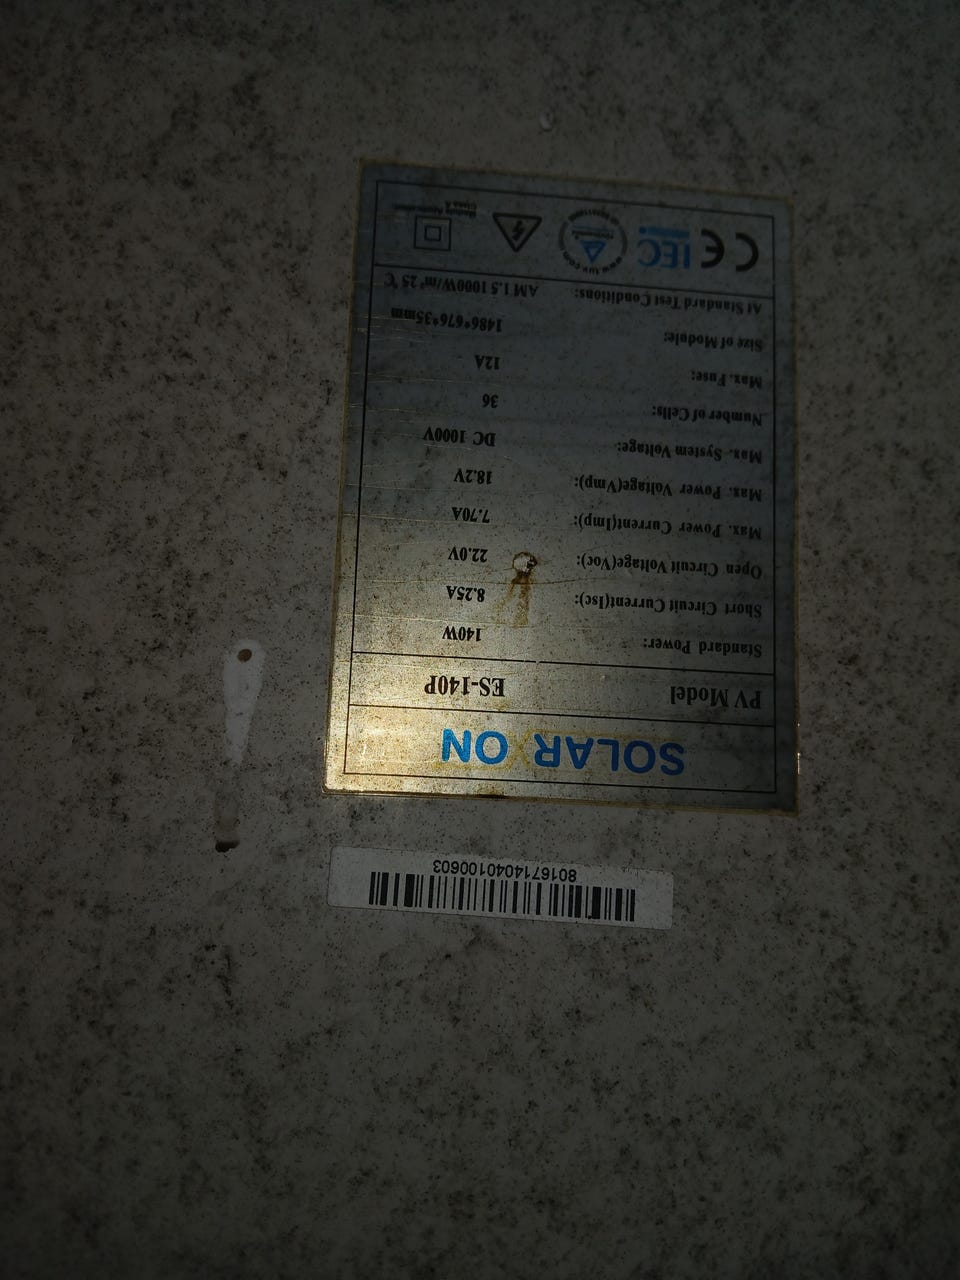 SOLAR ON
PV Model ES-140P
Standard Power: 140W
Short Circuit Current(Isc): 8.25A
Open Circuit Voltage(Voc): 22.0V
Max. Power Current(Imp): 7.70A
Max. Power Voltage(Vmp): 18.2V
Max. System Voltage: DC 1000V
Number of Cells: 36
Max. Fuse: 12A
Size of Module: 1486*676*35mm
At Standard Test Conditions: AM 1.5 1000W/m² 25 ℃
CE IEC
Module Application
Class A
8016714040100603